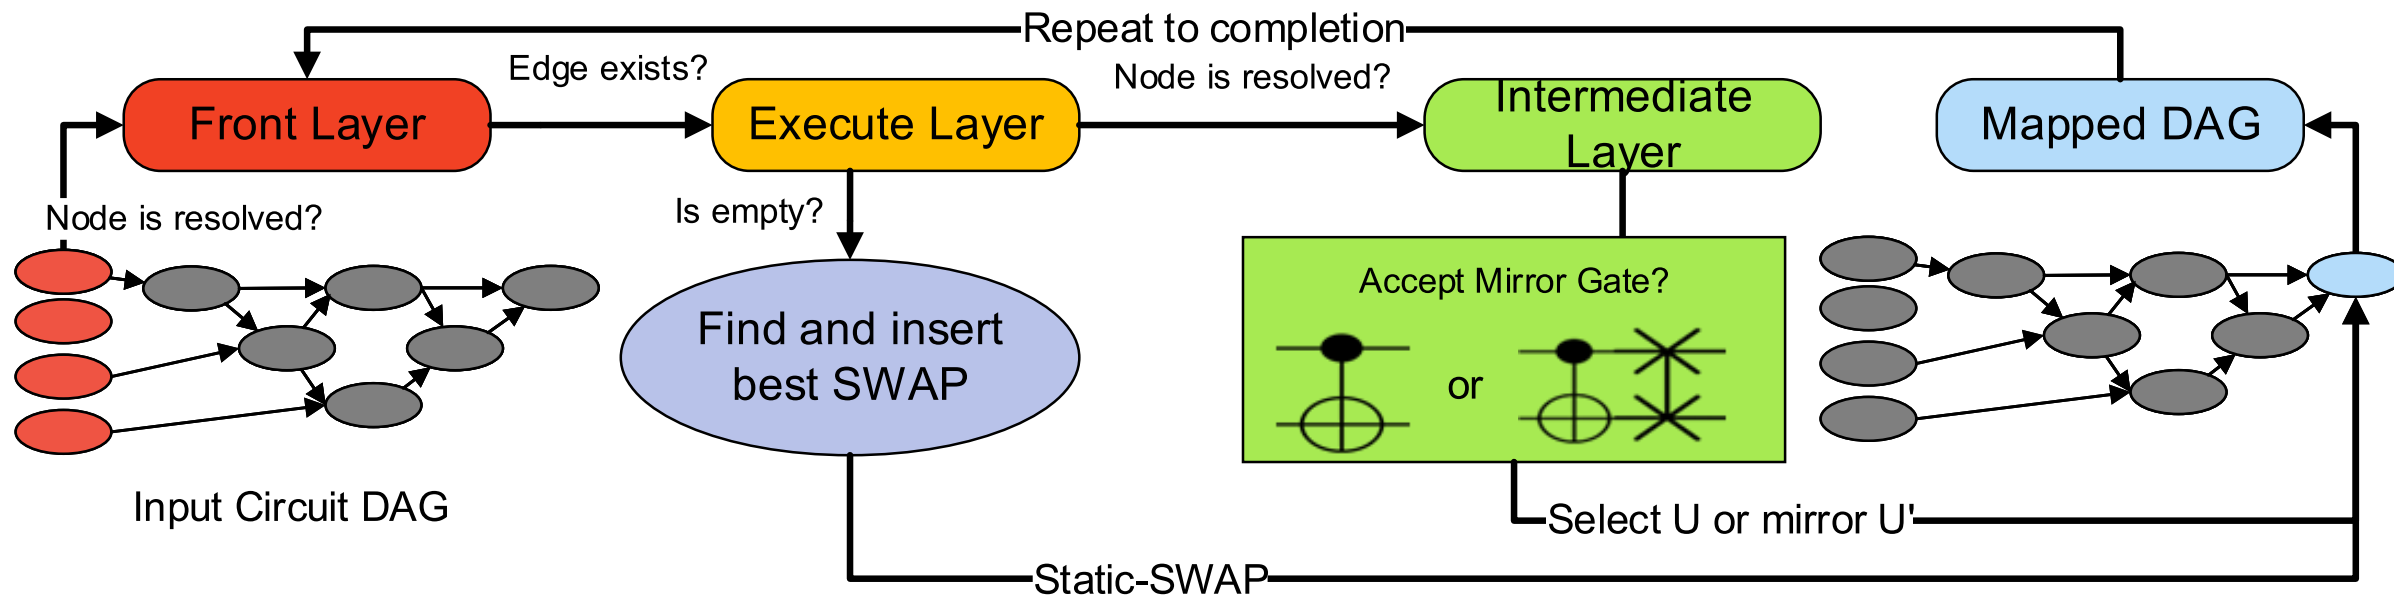 Repeat to completion
Edge exists?
Node is resolved?
Front Layer
Execute Layer
Intermediate
Layer
Mapped DAG
Node is resolved?
Is empty?
Accept Mirror Gate?
Find and insert
best SWAP
or
Input Circuit DAG
Select U or mirror U'
Static-SWAP